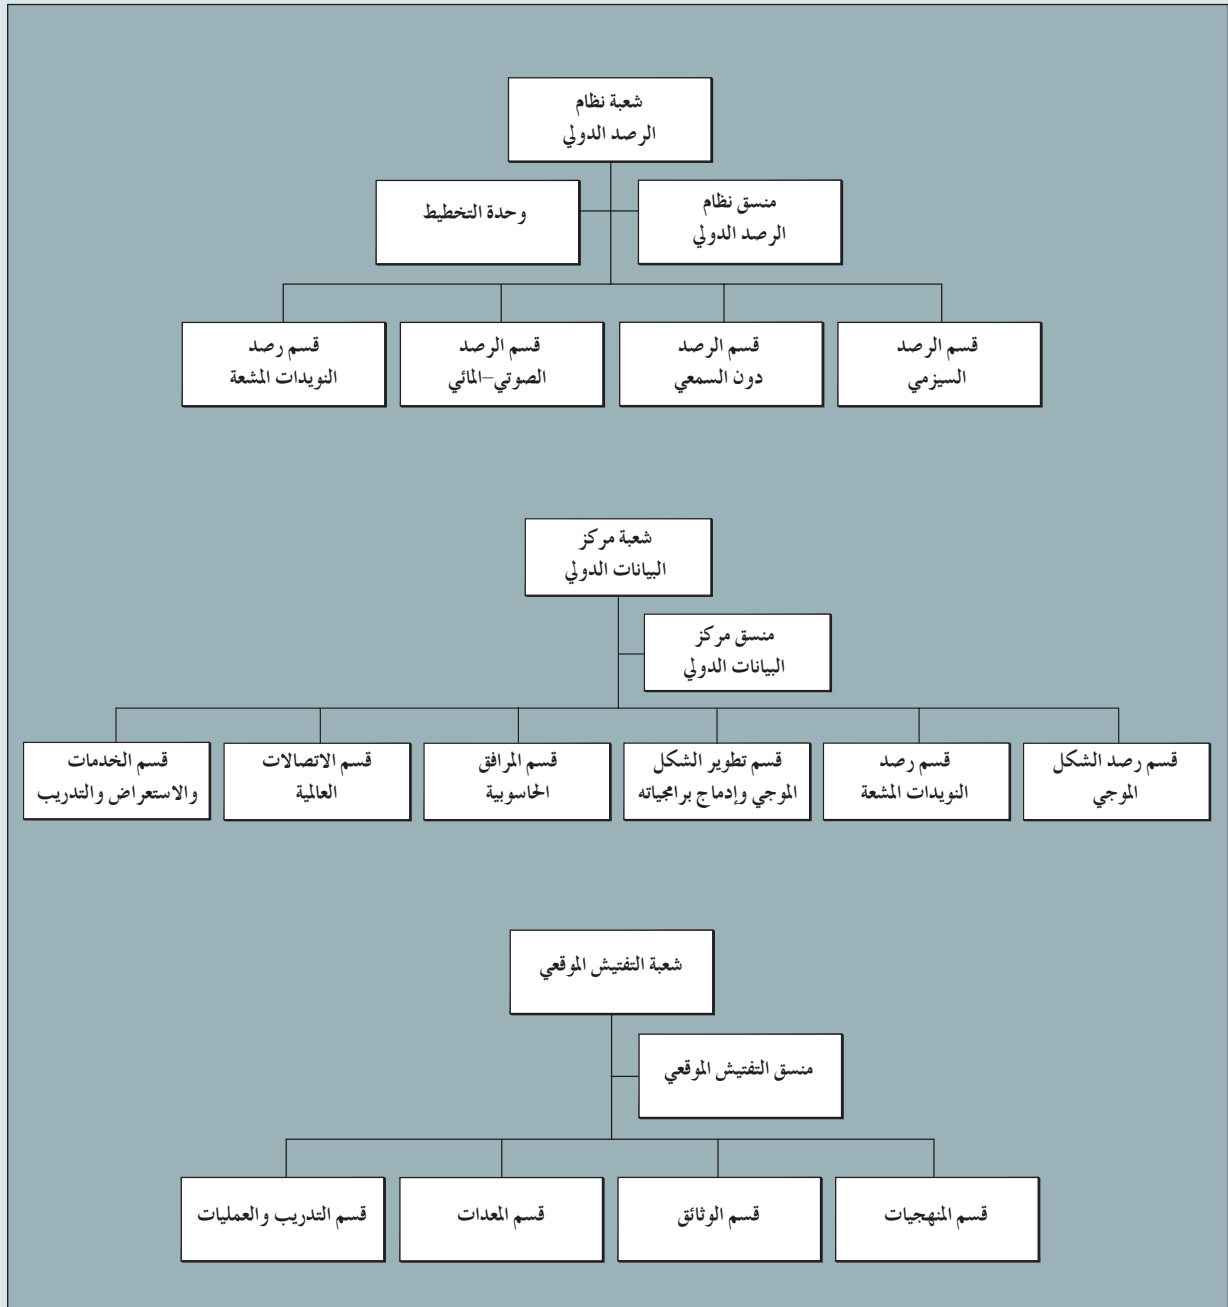 شعبة نظام
الرصد الدولي
منسق نظام
الرصد الدولي
وحدة التخطيط
قسم الرصد
السيزمي
قسم الرصد
دون السمعي
قسم الرصد
الصوتي–المائي
قسم رصد
النويدات المشعة
شعبة مركز
البيانات الدولي
منسق مركز
البيانات الدولي
قسم رصد الشكل
الموجي
قسم رصد
النويدات المشعة
قسم تطوير الشكل
الموجي وإدماج برامجياته
قسم المرافق
الحاسوبية
قسم الاتصالات
العالمية
قسم الخدمات
والاستعراض والتدريب
شعبة التفتيش الموقعي
منسق التفتيش الموقعي
قسم المنهجيات
قسم الوثائق
قسم المعدات
قسم التدريب والعمليات